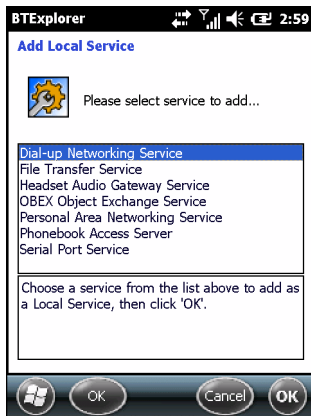 BTExplorer 2:59
Add Local Service
Please select service to add...
Dial-up Networking Service
File Transfer Service
Headset Audio Gateway Service
OBEX Object Exchange Service
Personal Area Networking Service
Phonebook Access Server
Serial Port Service
Choose a service from the list above to add as
a Local Service, then click 'OK'.
OK Cancel OK